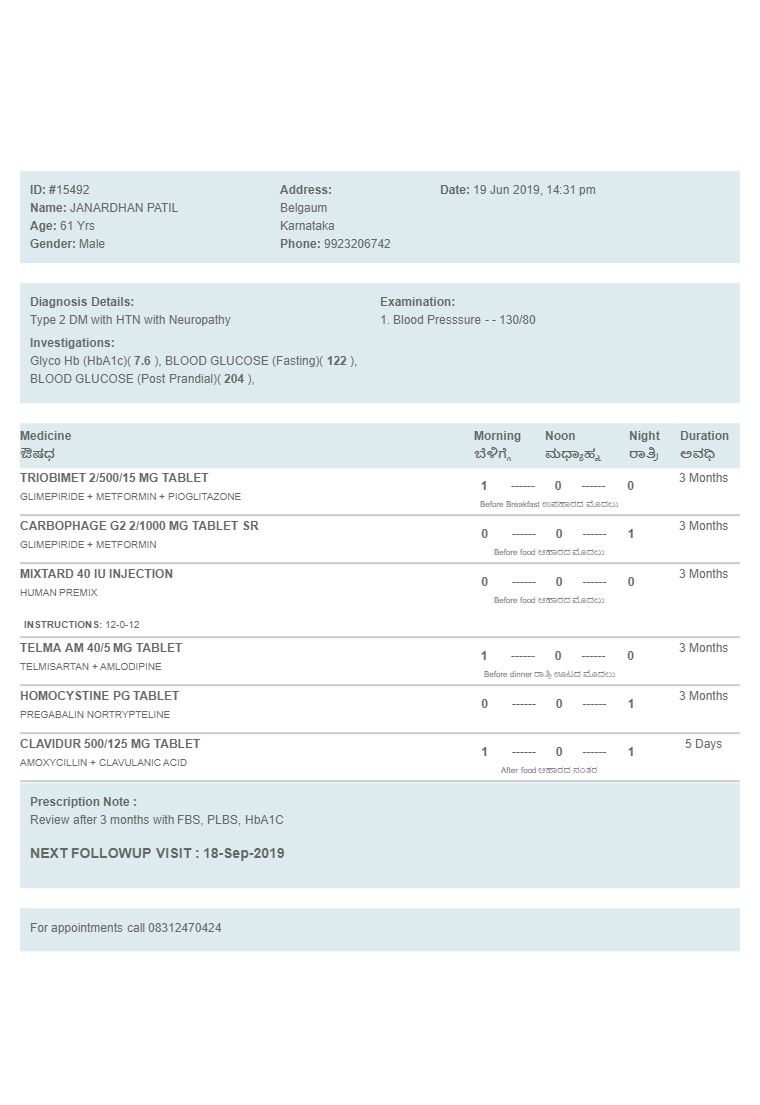 ID: #15492
Name: JANARDHAN PATIL
Age: 61 Yrs
Gender: Male
Address:
Belgaum
Karnataka
Phone: 9923206742
Date: 19 Jun 2019, 14:31 pm
Diagnosis Details:
Type 2 DM with HTN with Neuropathy
Investigations:
Glyco Hb (HbA1c)( 7.6 ), BLOOD GLUCOSE (Fasting)( 122 ),
BLOOD GLUCOSE (Post Prandial)( 204 ),
Examination:
1. Blood Presssure - - 130/80
Medicine Morning Noon Night Duration
ಔಷಧ ಬೆಳಿಗ್ಗೆ ಮಧ್ಯಾಹ್ನ ರಾತ್ರಿ ಅವಧಿ
TRIOBIMET 2/500/15 MG TABLET 1 ------ 0 ------ 0 3 Months
GLIMEPIRIDE + METFORMIN + PIOGLITAZONE Before Breakfast ಉಪಹಾರದ ಮೊದಲು
CARBOPHAGE G2 2/1000 MG TABLET SR 0 ------ 0 ------ 1 3 Months
GLIMEPIRIDE + METFORMIN Before food ಆಹಾರದ ಮೊದಲು
MIXTARD 40 IU INJECTION 0 ------ 0 ------ 0 3 Months
HUMAN PREMIX Before food ಆಹಾರದ ಮೊದಲು
INSTRUCTIONS: 12-0-12
TELMA AM 40/5 MG TABLET 1 ------ 0 ------ 0 3 Months
TELMISARTAN + AMLODIPINE Before dinner ರಾತ್ರಿ ಊಟದ ಮೊದಲು
HOMOCYSTINE PG TABLET 0 ------ 0 ------ 1 3 Months
PREGABALIN NORTRYPTELINE
CLAVIDUR 500/125 MG TABLET 1 ------ 0 ------ 1 5 Days
AMOXYCILLIN + CLAVULANIC ACID After food ಆಹಾರದ ನಂತರ
Prescription Note :
Review after 3 months with FBS, PLBS, HbA1C
NEXT FOLLOWUP VISIT : 18-Sep-2019
For appointments call 08312470424